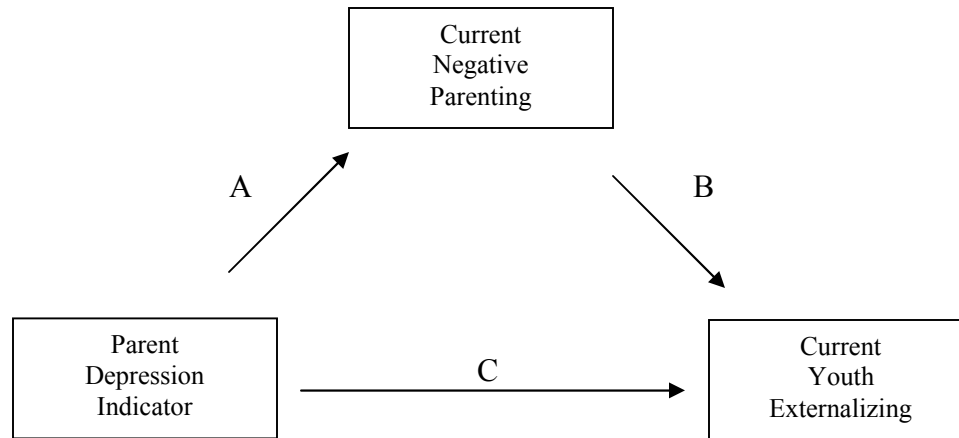 Current
Negative
Parenting
A
B
Parent
Depression
Indicator
C
Current
Youth
Externalizing